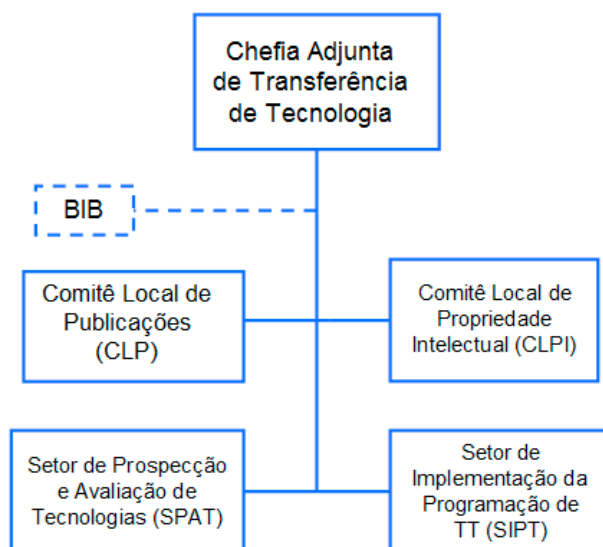 Chefia Adjunta
de Transferência
de Tecnologia
BIB
Comitê Local de
Publicações
(CLP)
Comitê Local de
Propriedade
Intelectual (CLPI)
Setor de Prospecção
e Avaliação de
Tecnologias (SPAT)
Setor de
Implementação da
Programação de
TT (SIPT)